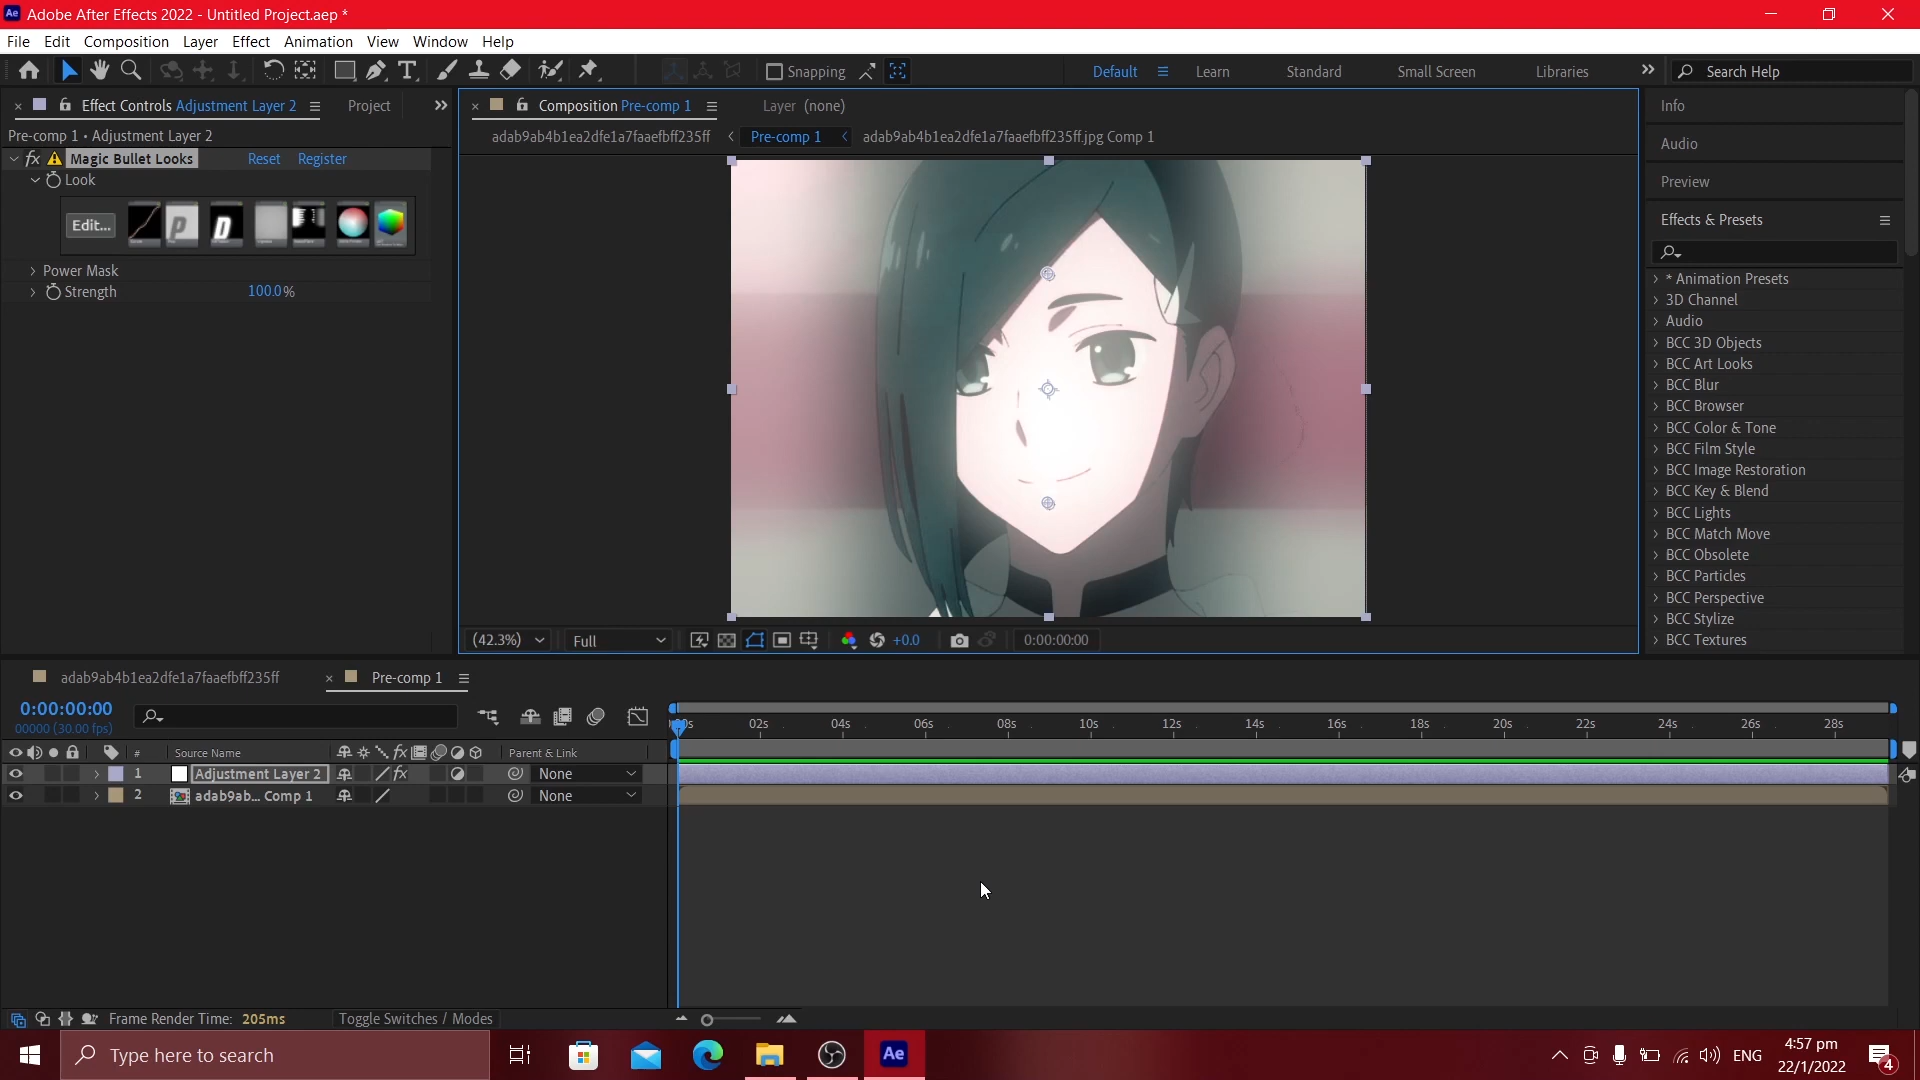 Ae Adobe After Effects 2022 - Untitled Project.aep *
File Edit Composition Layer Effect Animation View Window Help
Snapping Default Learn Standard Small Screen Libraries Search Help
Effect Controls Adjustment Layer 2 Project
Composition Pre-comp 1 Layer (none)
Pre-comp 1 • Adjustment Layer 2
adab9ab4b1ea2dfe1a7faaefbff235ff Pre-comp 1 adab9ab4b1ea2dfe1a7faaefbff235ff.jpg Comp 1
fx Magic Bullet Looks Reset Register
Look
Edit...
Power Mask
Strength 100.0%
(42.3%) Full +0.0 0:00:00:00
Info
Audio
Preview
Effects & Presets
* Animation Presets
3D Channel
Audio
BCC 3D Objects
BCC Art Looks
BCC Blur
BCC Browser
BCC Color & Tone
BCC Film Style
BCC Image Restoration
BCC Key & Blend
BCC Lights
BCC Match Move
BCC Obsolete
BCC Particles
BCC Perspective
BCC Stylize
BCC Textures
adab9ab4b1ea2dfe1a7faaefbff235ff Pre-comp 1
0:00:00:00
00000 (30.00 fps)
02s 04s 06s 08s 10s 12s 14s 16s 18s 20s 22s 24s 26s 28s
# Source Name fx Parent & Link
1 Adjustment Layer 2 fx None
2 adab9ab... Comp 1 None
Frame Render Time: 205ms Toggle Switches / Modes
Type here to search
Ae
ENG
4:57 pm
22/1/2022
4